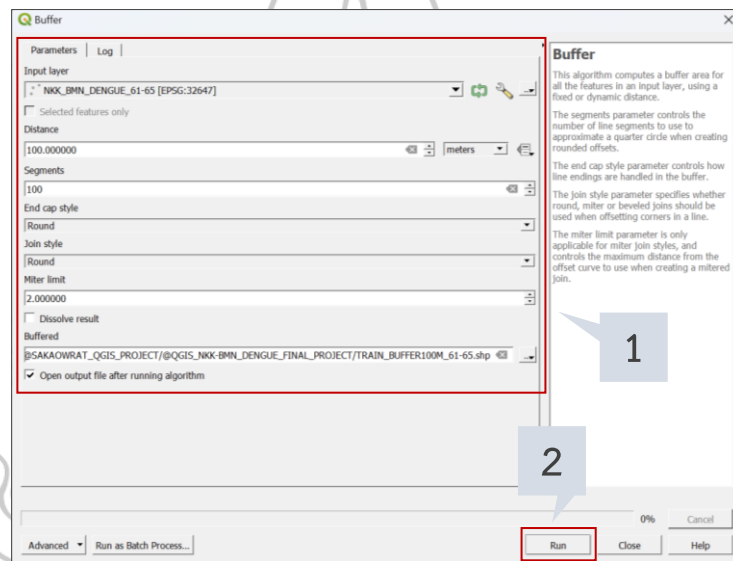 Buffer
Parameters
Log
Input layer
NKK_BMN_DENGUE_61-65 [EPSG:32647]
Selected features only
Distance
100.000000
meters
Segments
100
End cap style
Round
Join style
Round
Miter limit
2.000000
Dissolve result
Buffered
@SAKAOWRAT_QGIS_PROJECT/@QGIS_NKK-BMN_DENGUE_FINAL_PROJECT/TRAIN_BUFFER100M_61-65.shp
Open output file after running algorithm
Buffer
This algorithm computes a buffer area for
all the features in an input layer, using a
fixed or dynamic distance.
The segments parameter controls the
number of line segments to use to
approximate a quarter circle when creating
rounded offsets.
The end cap style parameter controls how
line endings are handled in the buffer.
The join style parameter specifies whether
round, miter or beveled joins should be
used when offsetting corners in a line.
The miter limit parameter is only
applicable for miter join styles, and
controls the maximum distance from the
offset curve to use when creating a mitered
join.
1
2
0%
Cancel
Advanced
Run as Batch Process...
Run
Close
Help